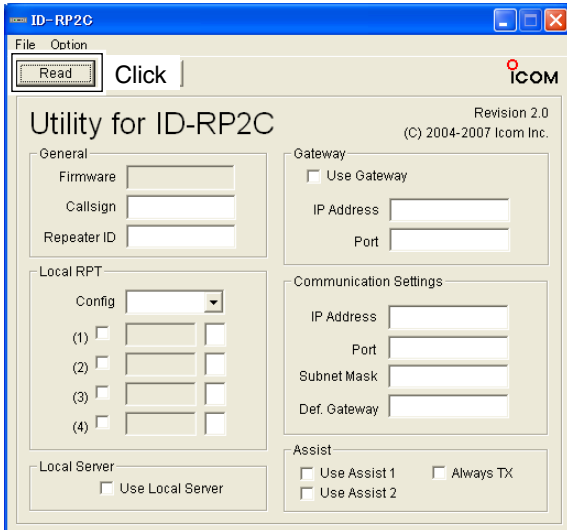 ID-RP2C
File Option
Read Click
ICOM
Utility for ID-RP2C
Revision 2.0
(C) 2004-2007 Icom Inc.
General
Firmware
Callsign
Repeater ID
Gateway
Use Gateway
IP Address
Port
Local RPT
Config
(1)
(2)
(3)
(4)
Communication Settings
IP Address
Port
Subnet Mask
Def. Gateway
Local Server
Use Local Server
Assist
Use Assist 1 Always TX
Use Assist 2